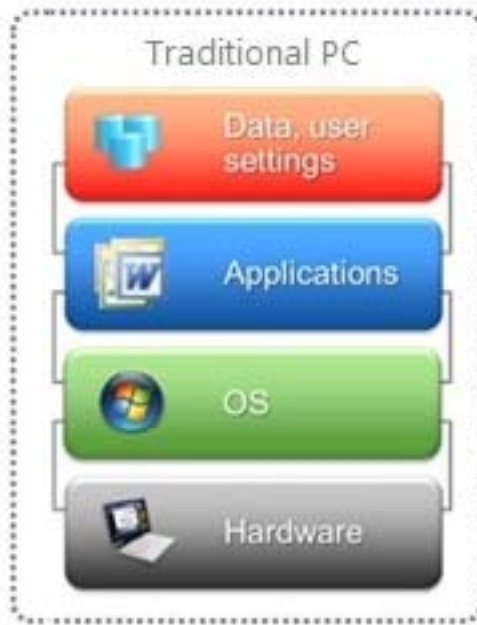 Traditional PC
Data, user
settings
W
Applications
OS
Hardware